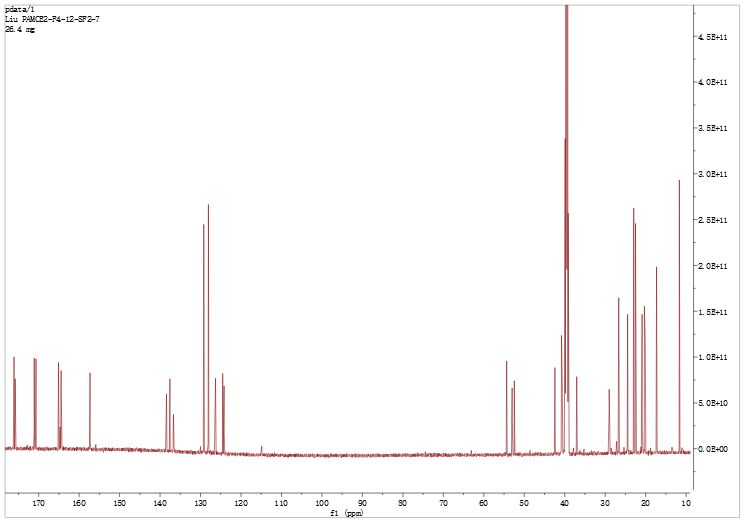 pdata/1
Liu PAMCE2-F4-12-SF2-7
26.4 mg
4.5E+11
4.0E+11
3.5E+11
3.0E+11
2.5E+11
2.0E+11
1.5E+11
1.0E+11
5.0E+10
0.0E+00
170 160 150 140 130 120 110 100 90 80 70 60 50 40 30 20 10
f1 (ppm)